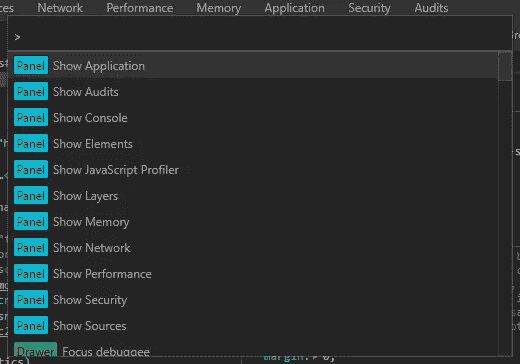 ces Network Performance Memory Application Security Audits
>
Panel Show Application
Panel Show Audits
Panel Show Console
Panel Show Elements
Panel Show JavaScript Profiler
Panel Show Layers
Panel Show Memory
Panel Show Network
Panel Show Performance
Panel Show Security
Panel Show Sources
Drawer Focus debuggee
margin: 0;